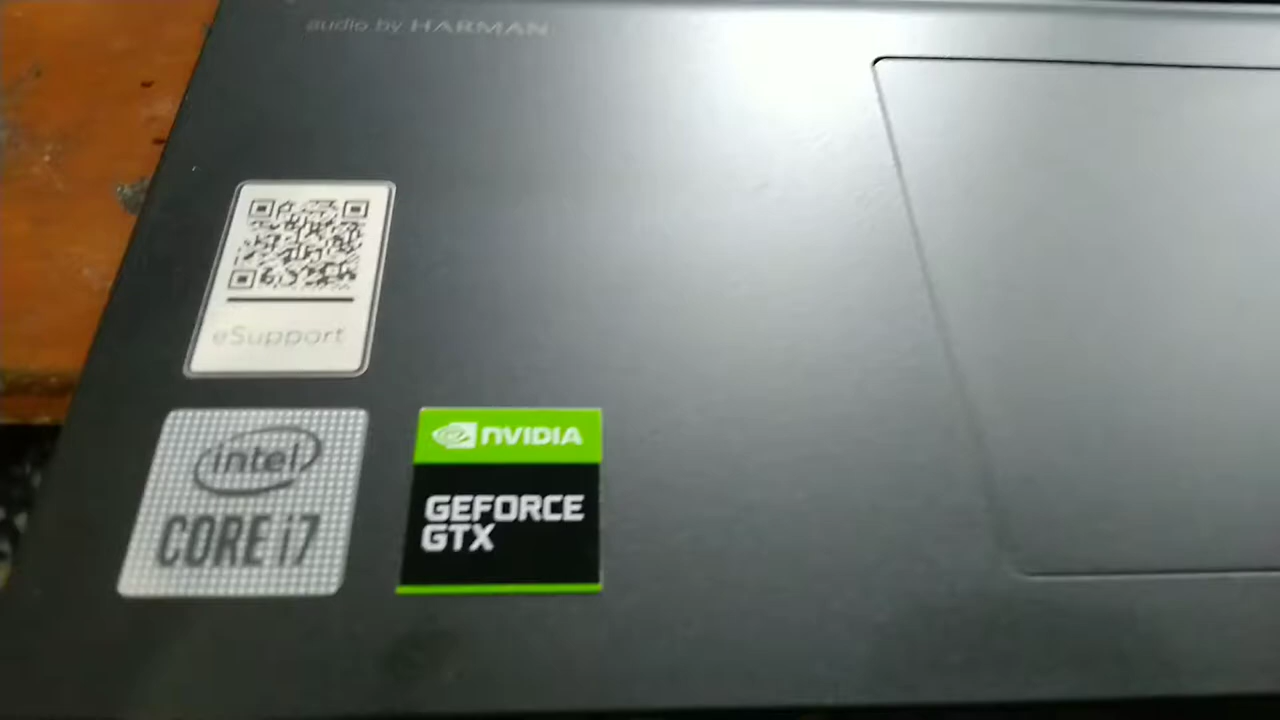 audio by HARMAN
eSupport
intel
CORE i7
NVIDIA
GEFORCE
GTX